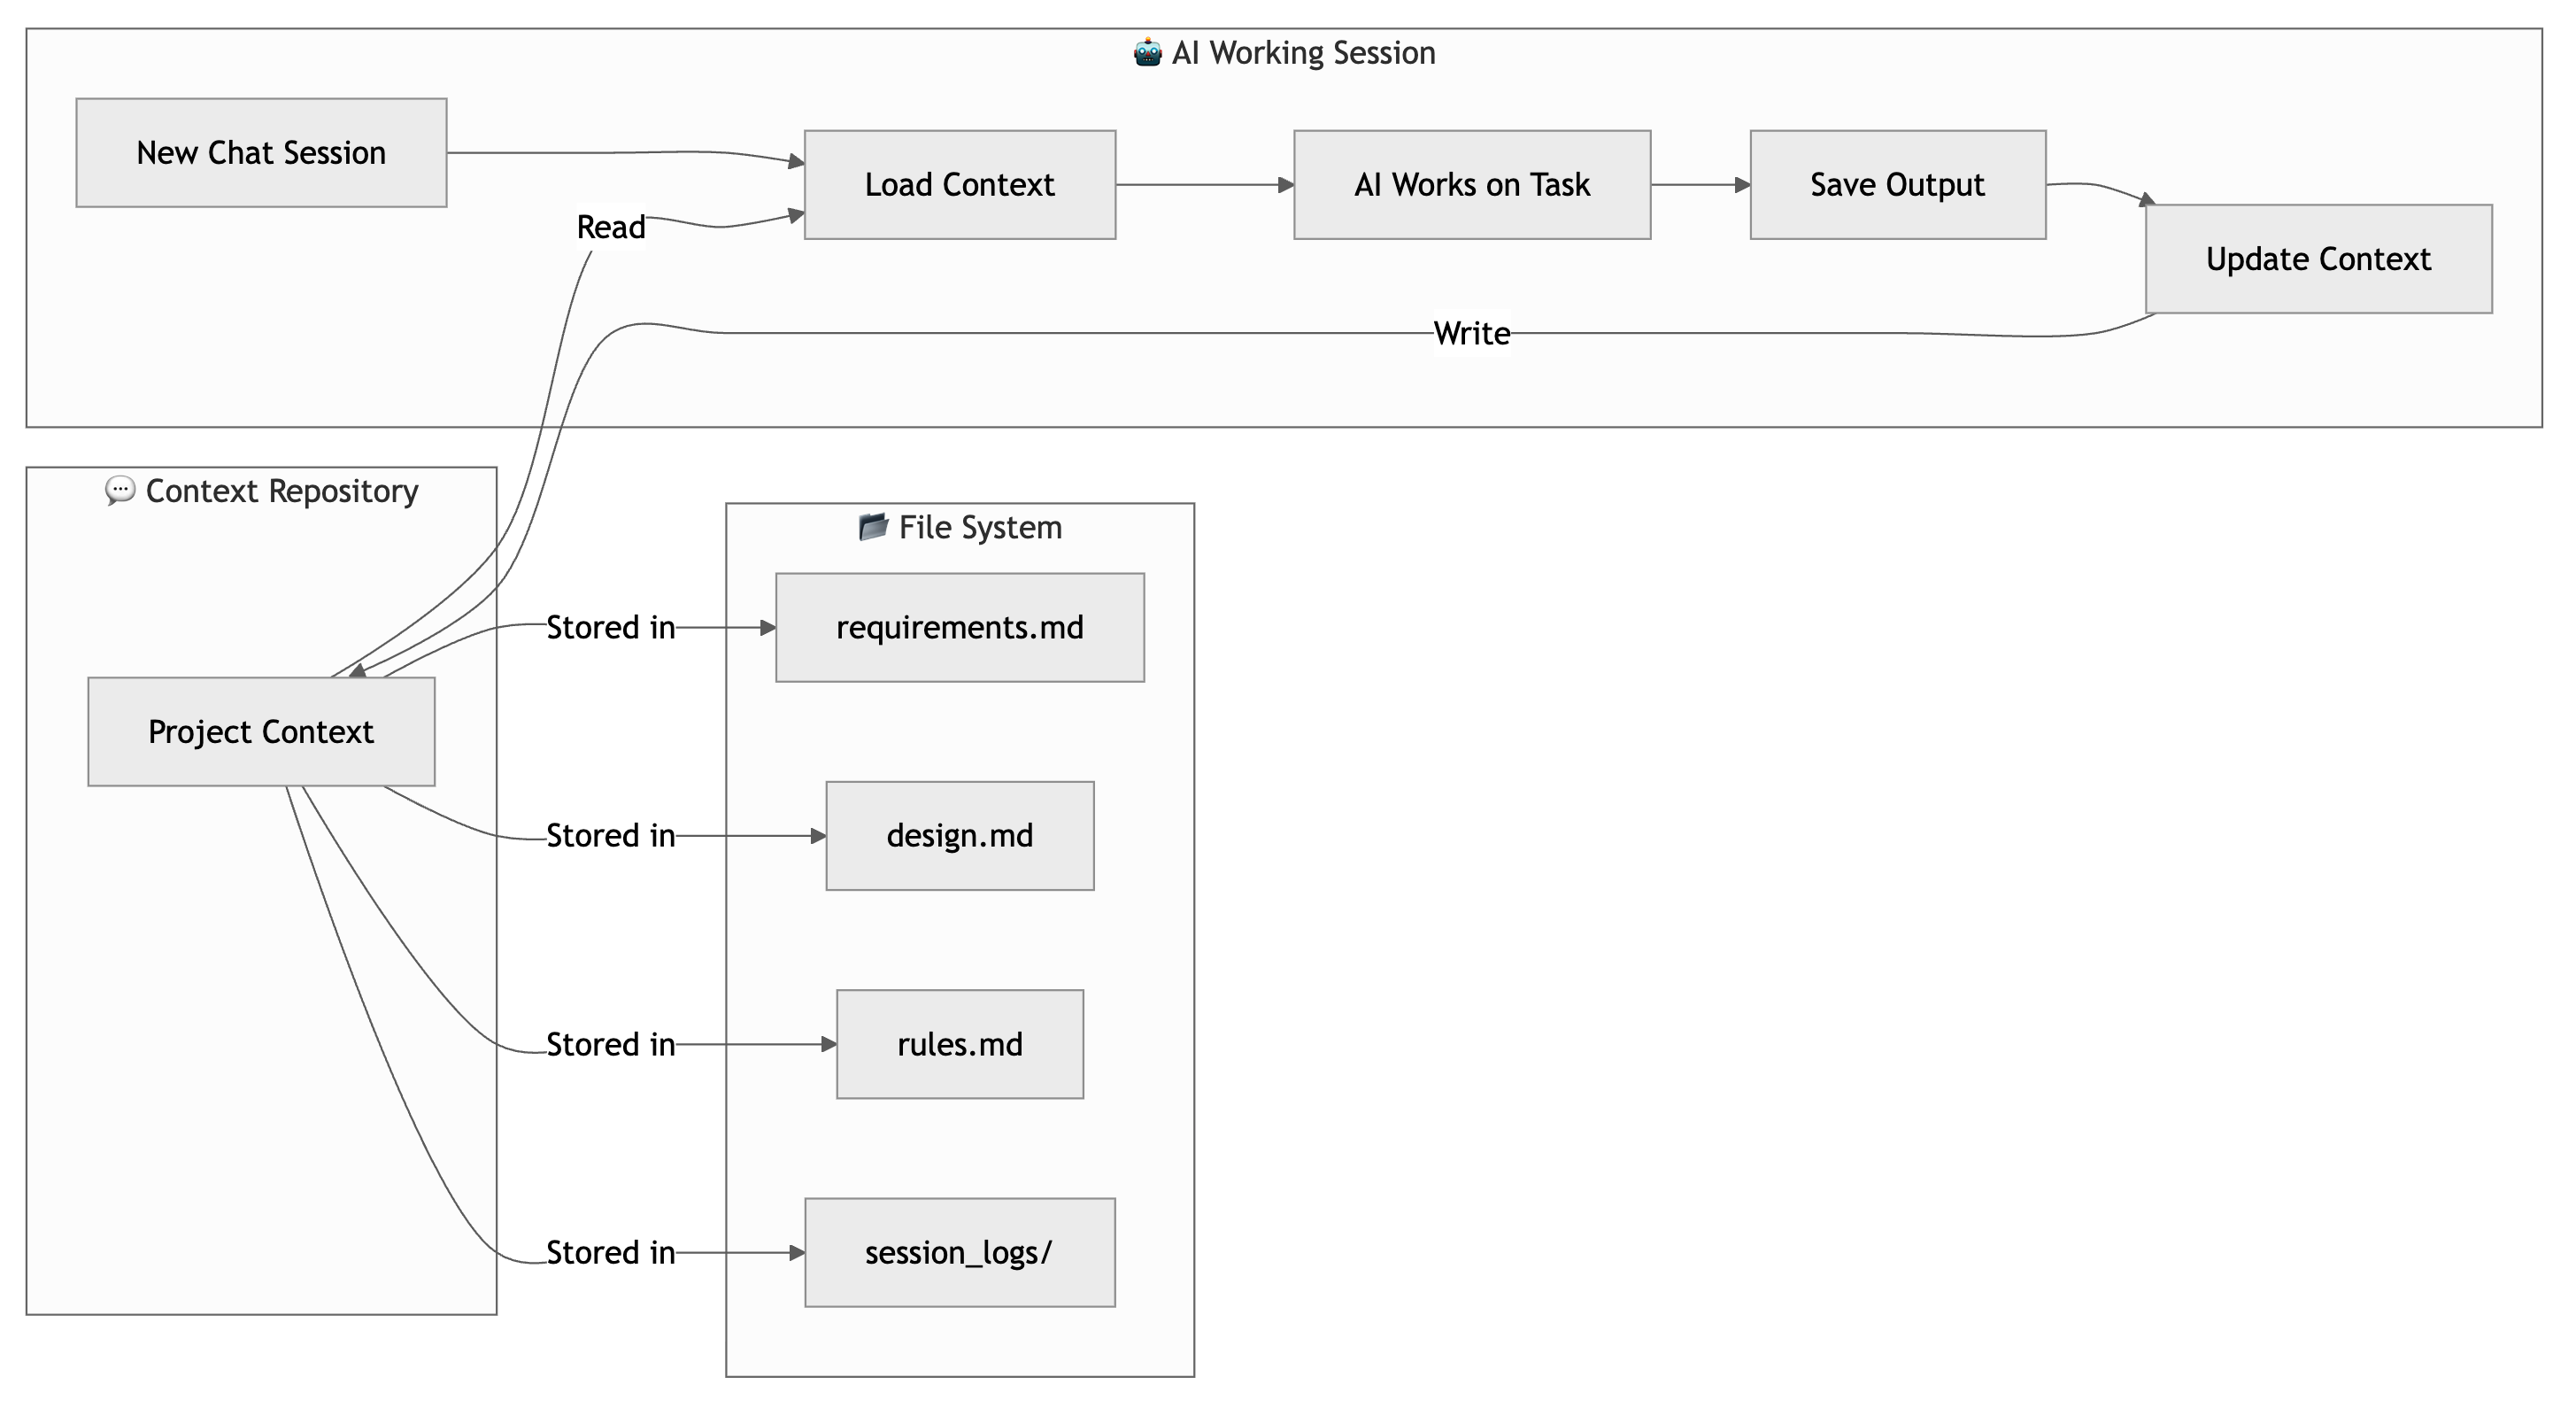 🤖 AI Working Session
New Chat Session
Load Context
AI Works on Task
Save Output
Update Context
Read
Write
💬 Context Repository
Project Context
📂 File System
Stored in
requirements.md
Stored in
design.md
Stored in
rules.md
Stored in
session_logs/